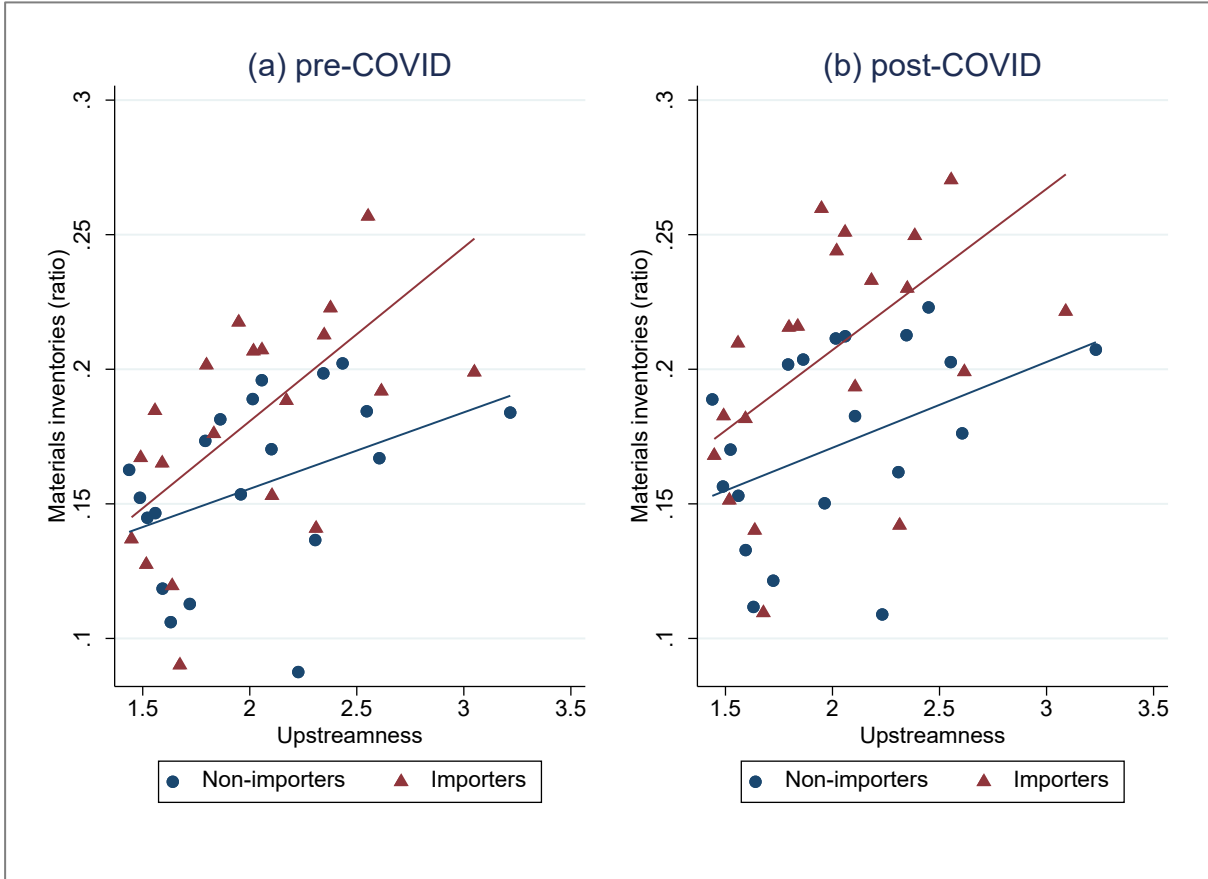 (a) pre-COVID
Materials inventories (ratio)
.3
.25
.2
.15
.1
1.5 2 2.5 3 3.5
Upstreamness
Non-importers Importers
(b) post-COVID
Materials inventories (ratio)
.3
.25
.2
.15
.1
1.5 2 2.5 3 3.5
Upstreamness
Non-importers Importers